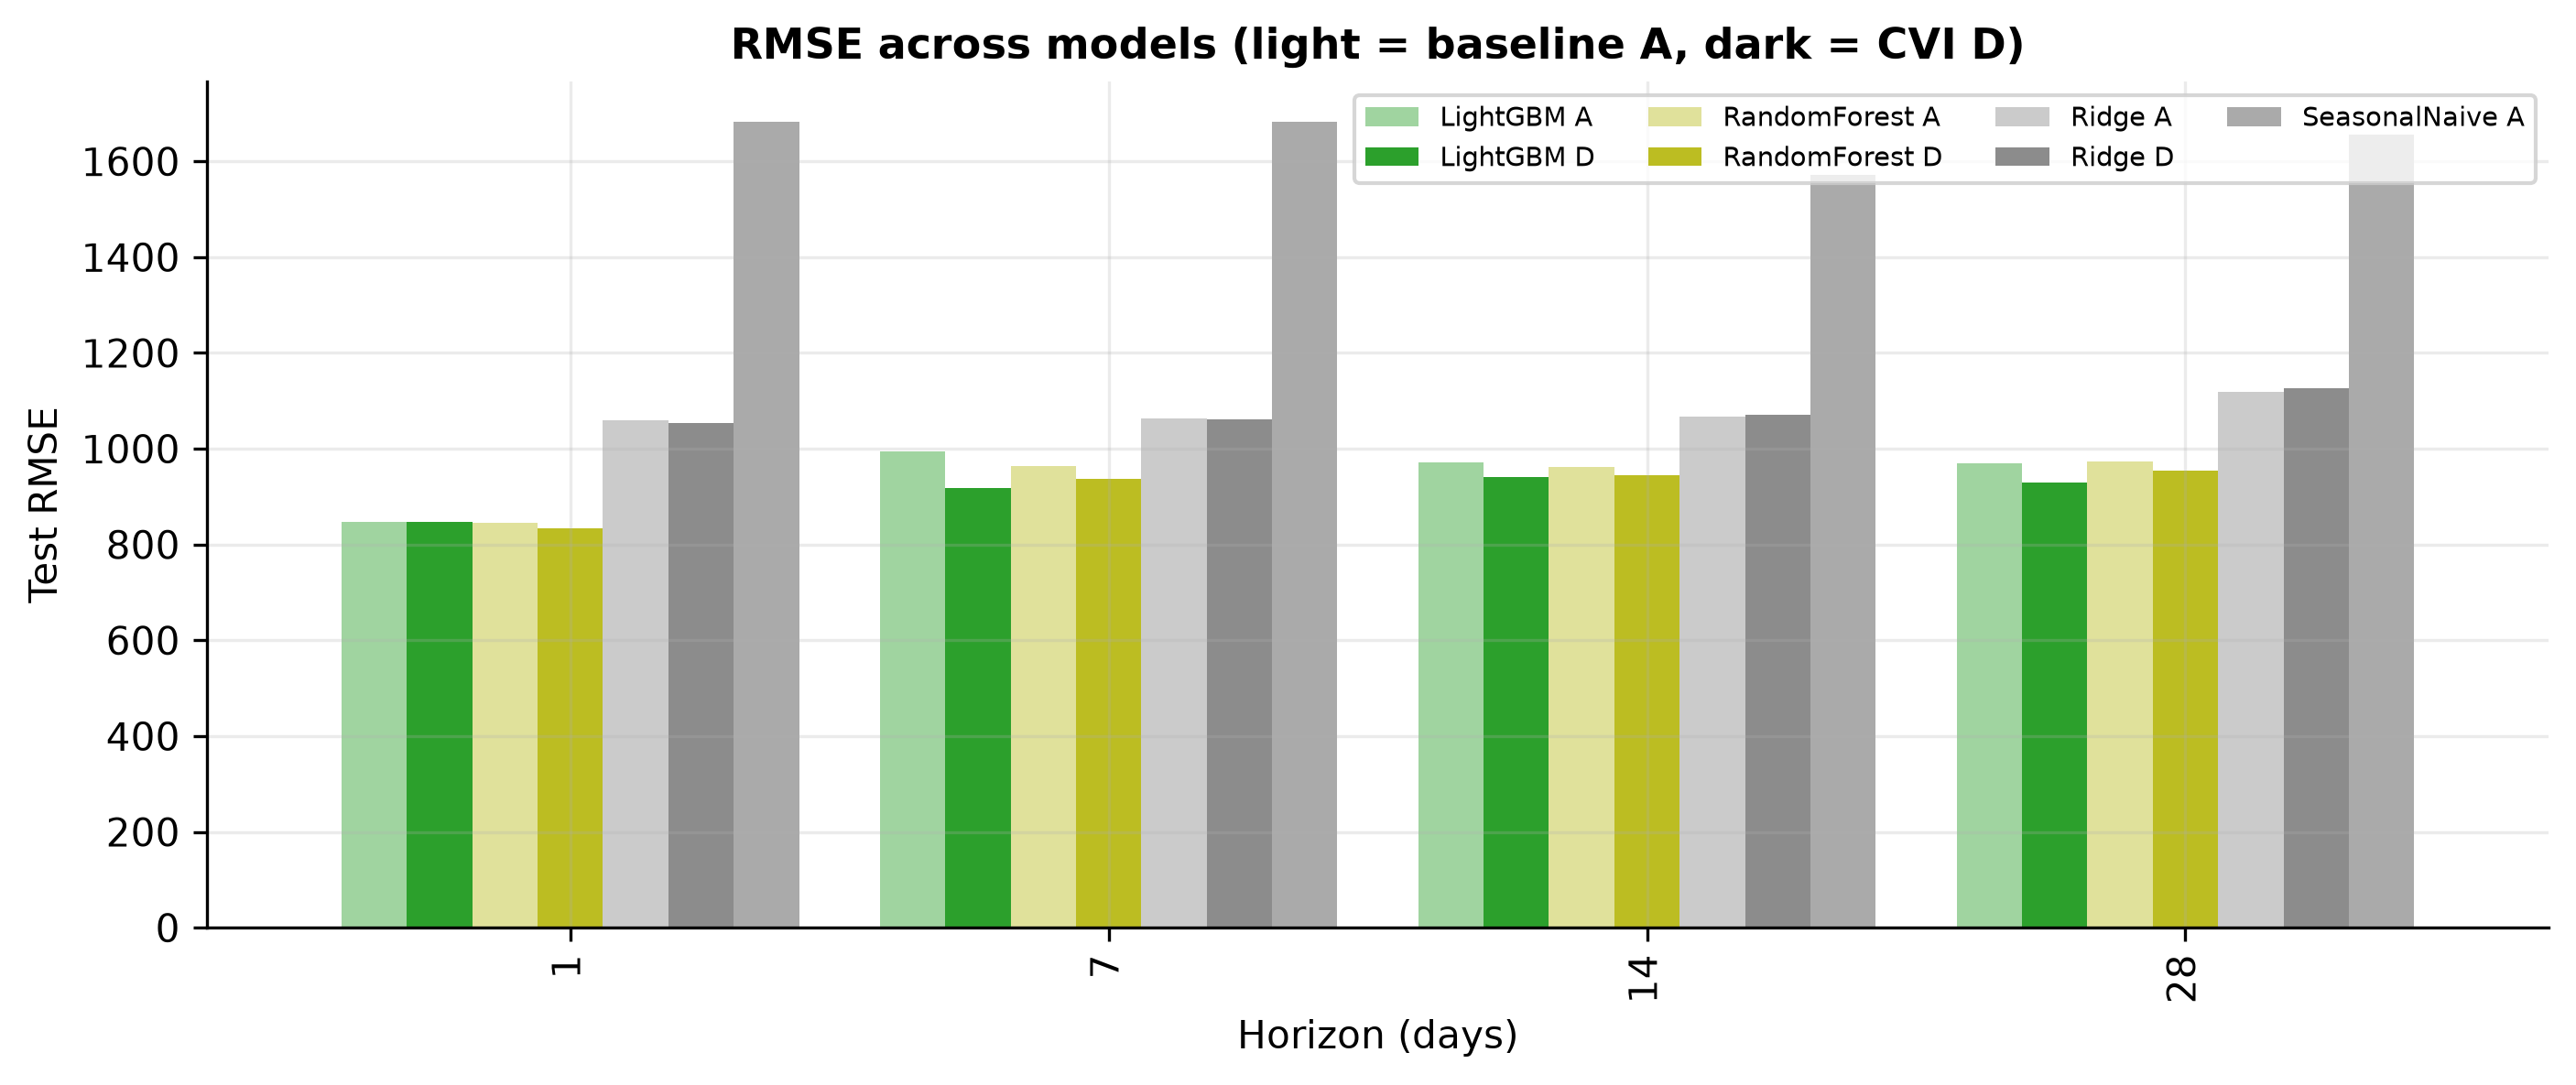 RMSE across models (light = baseline A, dark = CVI D)
LightGBM A
LightGBM D
RandomForest A
RandomForest D
Ridge A
Ridge D
SeasonalNaive A
Test RMSE
1600
1400
1200
1000
800
600
400
200
0
1
7
14
28
Horizon (days)